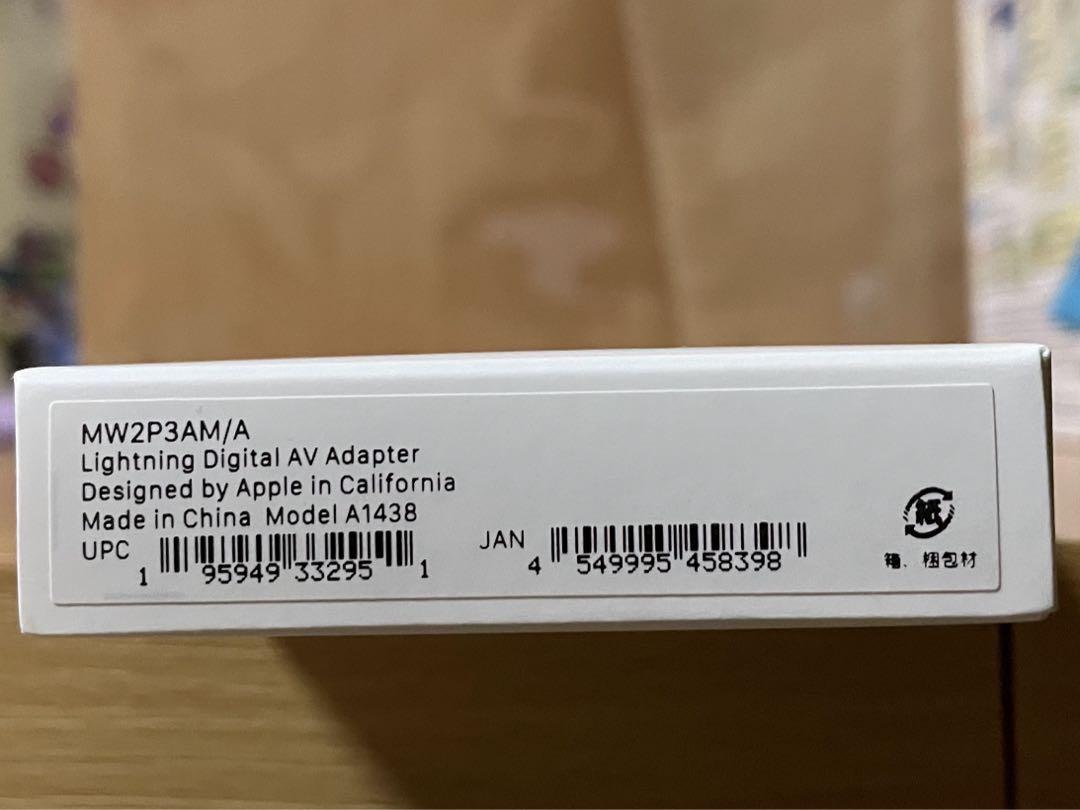 MW2P3AM/A
Lightning Digital AV Adapter
Designed by Apple in California
Made in China Model A1438
UPC 1 95949 33295 1
JAN 4 549995 458398
紙
箱、梱包材